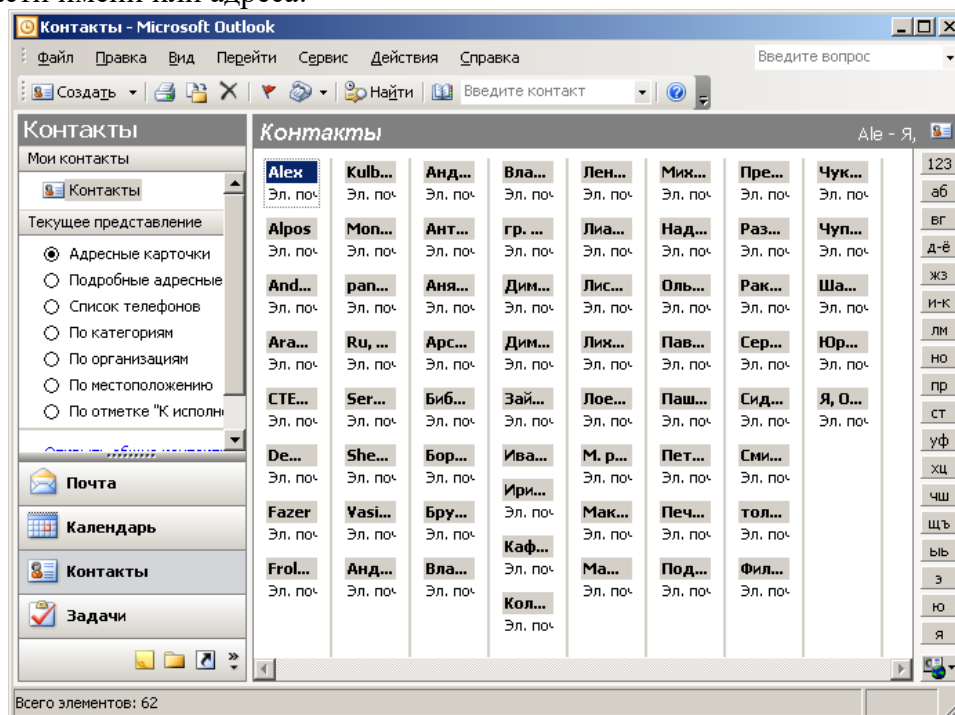 сти имени или адреса.
Контакты - Microsoft Outlook
Файл Правка Вид Перейти Сервис Действия Справка Введите вопрос
Создать Найти Введите контакт
Контакты
Мои контакты
Контакты
Текущее представление
Адресные карточки
Подробные адресные
Список телефонов
По категориям
По организациям
По местоположению
По отметке "К исполн
Почта
Календарь
Контакты
Задачи
Контакты Ale - Я,
Alex Kulb... Анд... Вла... Лен... Мих... Пре... Чук...
Эл. поч Эл. поч Эл. поч Эл. поч Эл. поч Эл. поч Эл. поч Эл. поч
Alpos Mon... Ант... гр. ... Лиа... Над... Раз... Чуп...
Эл. поч Эл. поч Эл. поч Эл. поч Эл. поч Эл. поч Эл. поч Эл. поч
And... pan... Аня... Дим... Лис... Оль... Рак... Ша...
Эл. поч Эл. поч Эл. поч Эл. поч Эл. поч Эл. поч Эл. поч Эл. поч
Ara... Ru, ... Арс... Дим... Лих... Пав... Сер... Юр...
Эл. поч Эл. поч Эл. поч Эл. поч Эл. поч Эл. поч Эл. поч Эл. поч
CTE... Ser... Биб... Зай... Лое... Паш... Сид... Я, О...
Эл. поч Эл. поч Эл. поч Эл. поч Эл. поч Эл. поч Эл. поч Эл. поч
De... She... Бор... Ива... М. р... Пет... Сми...
Эл. поч Эл. поч Эл. поч Эл. поч Эл. поч Эл. поч
Ири...
Fazer Vasi... Бру... Эл. поч Мак... Печ... тол...
Эл. поч Эл. поч Эл. поч Эл. поч Эл. поч Эл. поч
Каф...
Frol... Анд... Вла... Эл. поч Ма... Под... Фил...
Эл. поч Эл. поч Эл. поч Эл. поч Эл. поч Эл. поч
Кол...
Эл. поч
123
аб
вг
д-ё
жз
и-к
лм
но
пр
ст
уф
хц
чш
щъ
ыь
э
ю
я
Всего элементов: 62